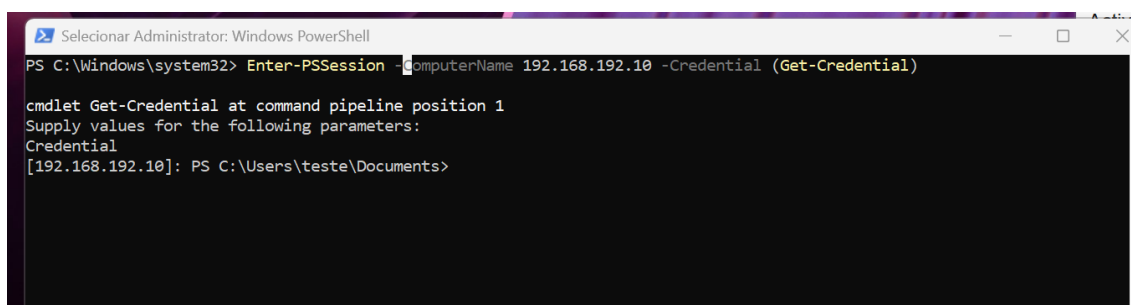 Selecionar Administrator: Windows PowerShell
PS C:\Windows\system32> Enter-PSSession -ComputerName 192.168.192.10 -Credential (Get-Credential)
cmdlet Get-Credential at command pipeline position 1
Supply values for the following parameters:
Credential
[192.168.192.10]: PS C:\Users\teste\Documents>